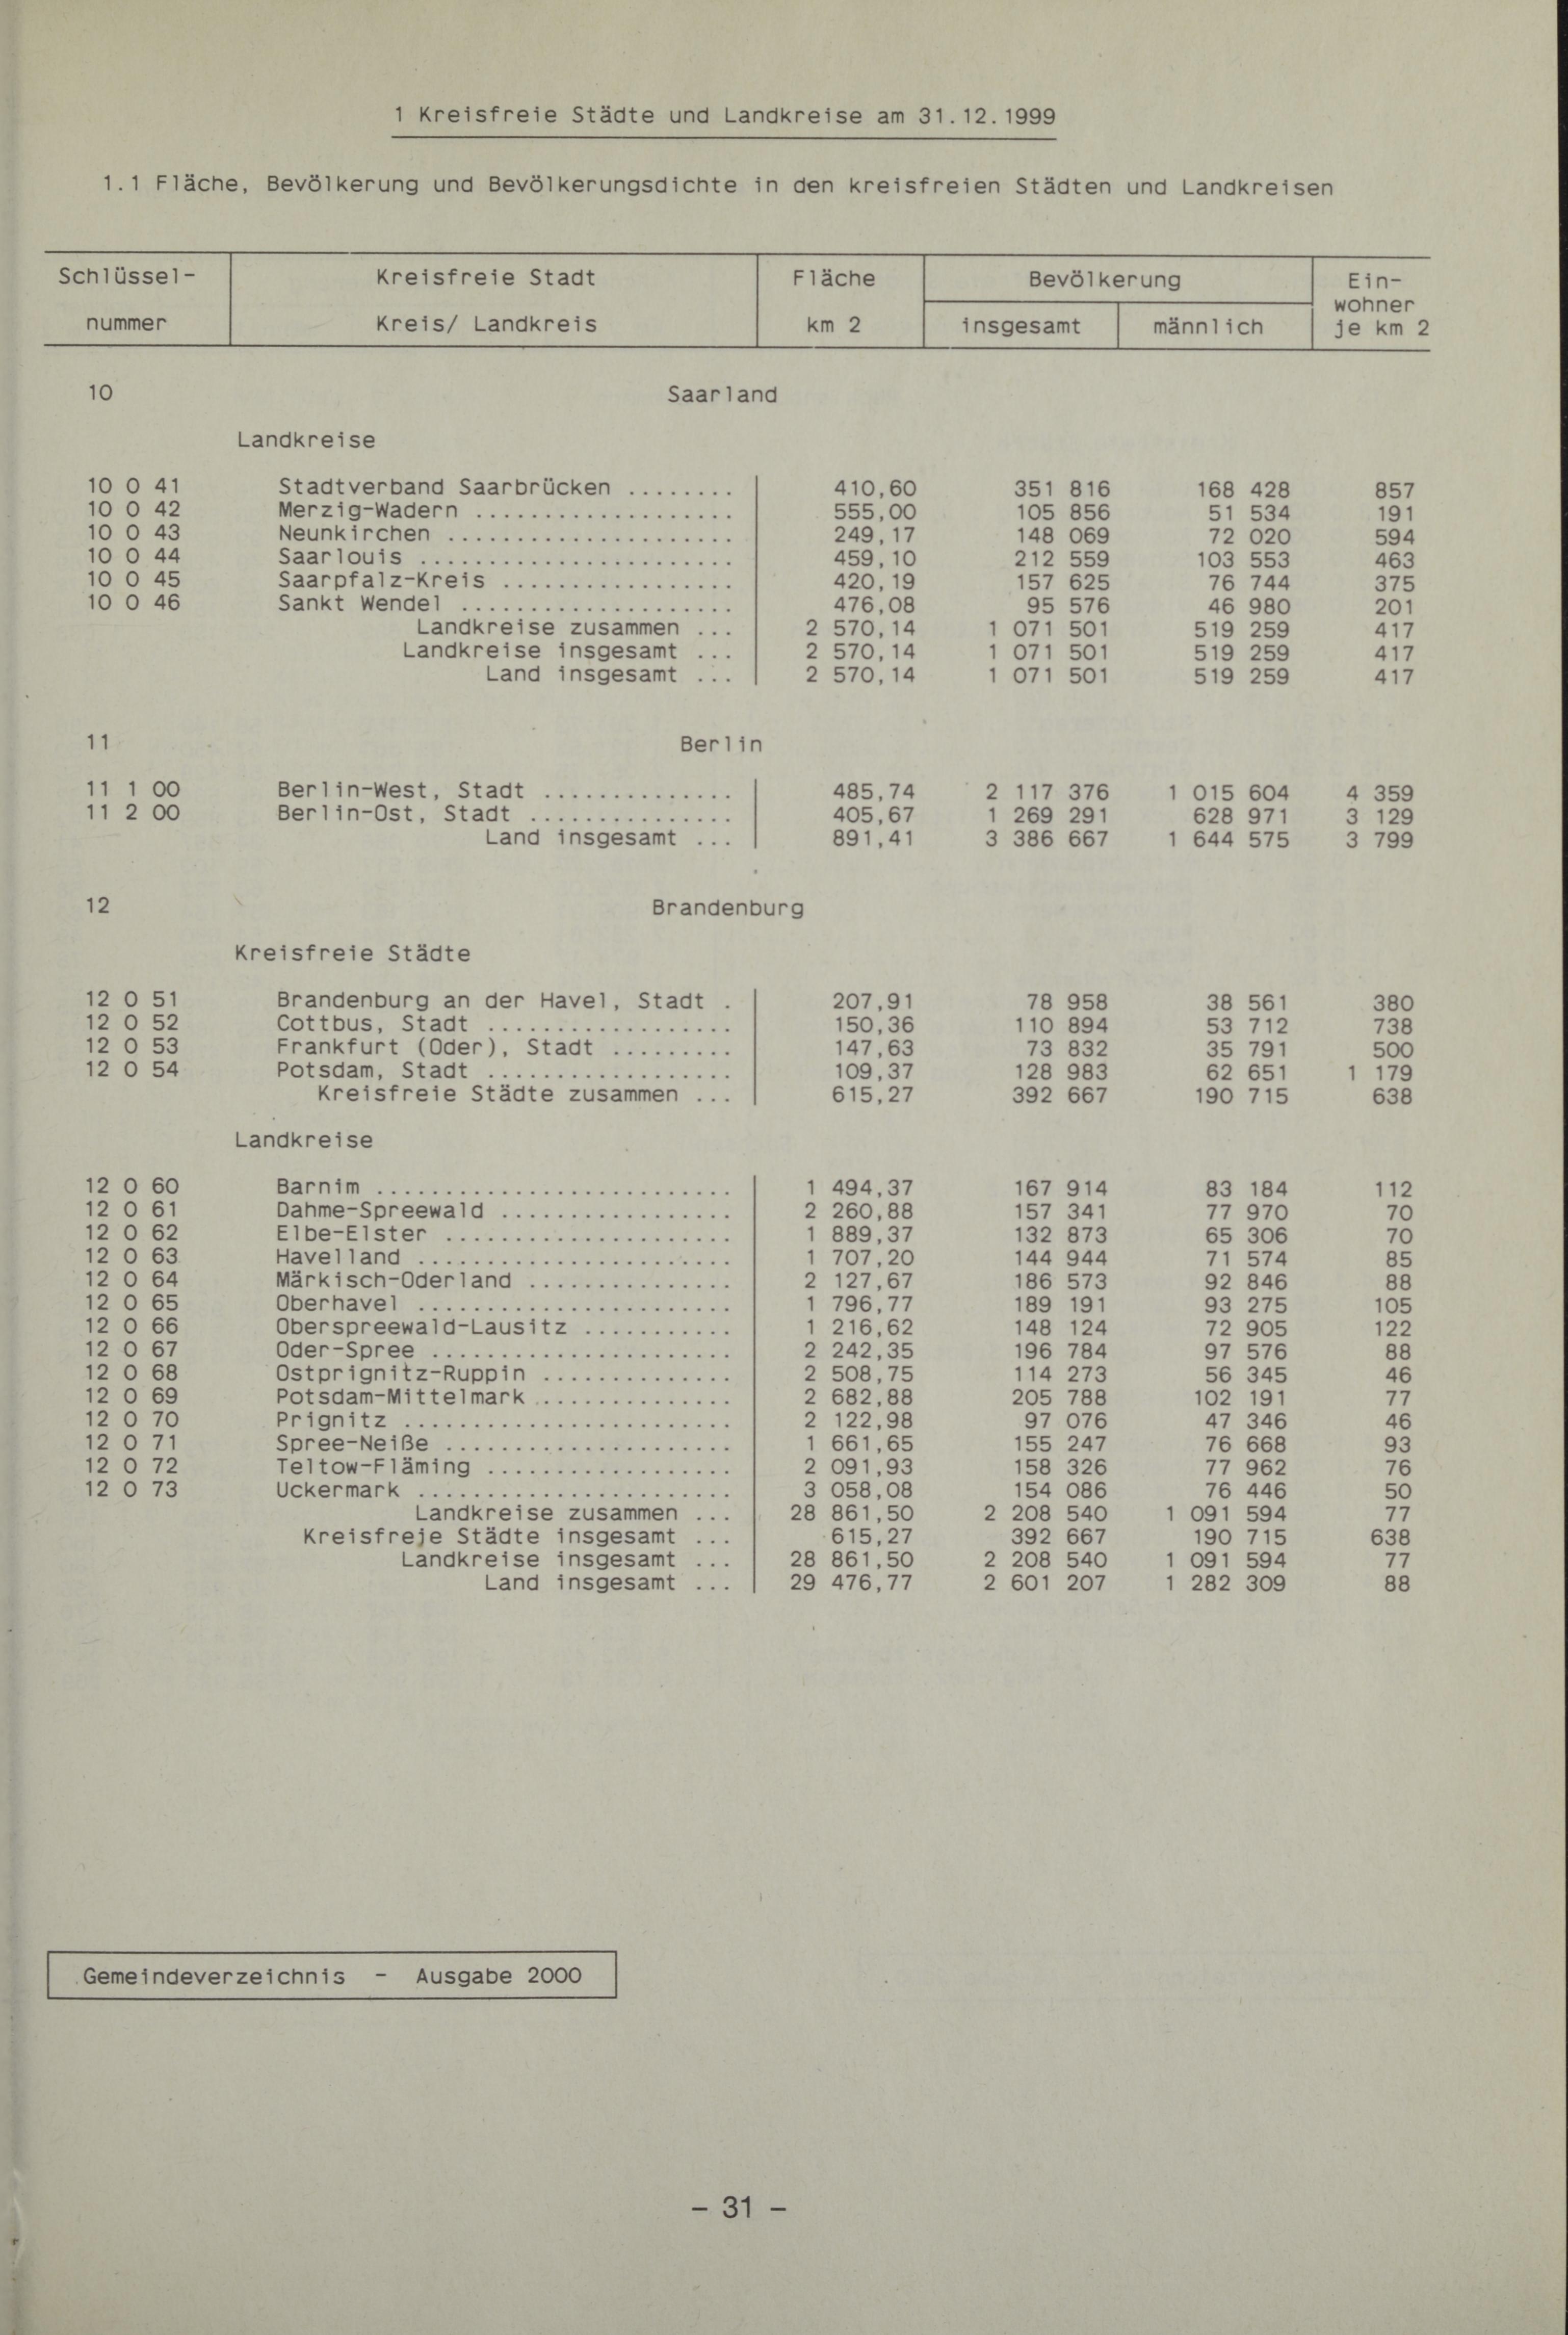 1 Kreisfreie Städte und Landkreise am 31.12.1999
1.1 Fläche, Bevölkerung und Bevölkerungsdichte in den kreisfreien Städten und Landkreisen
Schlüssel- Kreisfreie Stadt Fläche Bevölkerung Ein-
wohner
nummer Kreis/ Landkreis km 2 insgesamt männlich je km 2
10 Saarland
Landkreise
10 0 41 Stadtverband Saarbrücken ........ 410,60 351 816 168 428 857
10 0 42 Merzig-Wadern ................... 555,00 105 856 51 534 191
10 0 43 Neunkirchen ..................... 249,17 148 069 72 020 594
10 0 44 Saarlouis ....................... 459,10 212 559 103 553 463
10 0 45 Saarpfalz-Kreis ................. 420,19 157 625 76 744 375
10 0 46 Sankt Wendel .................... 476,08 95 576 46 980 201
Landkreise zusammen ... 2 570,14 1 071 501 519 259 417
Landkreise insgesamt ... 2 570,14 1 071 501 519 259 417
Land insgesamt ... 2 570,14 1 071 501 519 259 417
11 Berlin
11 1 00 Berlin-West, Stadt .............. 485,74 2 117 376 1 015 604 4 359
11 2 00 Berlin-Ost, Stadt ............... 405,67 1 269 291 628 971 3 129
Land insgesamt ... 891,41 3 386 667 1 644 575 3 799
12 Brandenburg
Kreisfreie Städte
12 0 51 Brandenburg an der Havel, Stadt . 207,91 78 958 38 561 380
12 0 52 Cottbus, Stadt .................. 150,36 110 894 53 712 738
12 0 53 Frankfurt (Oder), Stadt ......... 147,63 73 832 35 791 500
12 0 54 Potsdam, Stadt .................. 109,37 128 983 62 651 1 179
Kreisfreie Städte zusammen ... 615,27 392 667 190 715 638
Landkreise
12 0 60 Barnim .......................... 1 494,37 167 914 83 184 112
12 0 61 Dahme-Spreewald ................. 2 260,88 157 341 77 970 70
12 0 62 Elbe-Elster ..................... 1 889,37 132 873 65 306 70
12 0 63 Havelland ....................... 1 707,20 144 944 71 574 85
12 0 64 Märkisch-Oderland ............... 2 127,67 186 573 92 846 88
12 0 65 Oberhavel ....................... 1 796,77 189 191 93 275 105
12 0 66 Oberspreewald-Lausitz ........... 1 216,62 148 124 72 905 122
12 0 67 Oder-Spree ...................... 2 242,35 196 784 97 576 88
12 0 68 Ostprignitz-Ruppin .............. 2 508,75 114 273 56 345 46
12 0 69 Potsdam-Mittelmark .............. 2 682,88 205 788 102 191 77
12 0 70 Prignitz ........................ 2 122,98 97 076 47 346 46
12 0 71 Spree-Neiße ..................... 1 661,65 155 247 76 668 93
12 0 72 Teltow-Fläming .................. 2 091,93 158 326 77 962 76
12 0 73 Uckermark ....................... 3 058,08 154 086 76 446 50
Landkreise zusammen ... 28 861,50 2 208 540 1 091 594 77
Kreisfreje Städte insgesamt ... 615,27 392 667 190 715 638
Landkreise insgesamt ... 28 861,50 2 208 540 1 091 594 77
Land insgesamt ... 29 476,77 2 601 207 1 282 309 88
Gemeindeverzeichnis - Ausgabe 2000
– 31 –